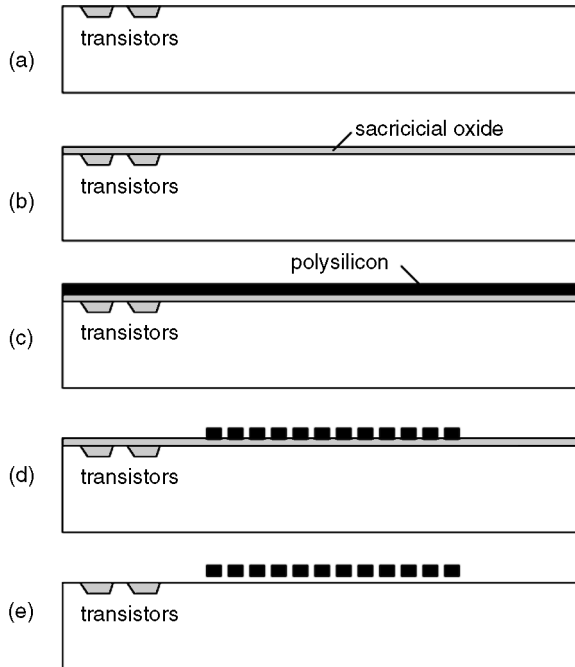 transistors
(a)
sacricicial oxide
transistors
(b)
polysilicon
transistors
(c)
transistors
(d)
transistors
(e)